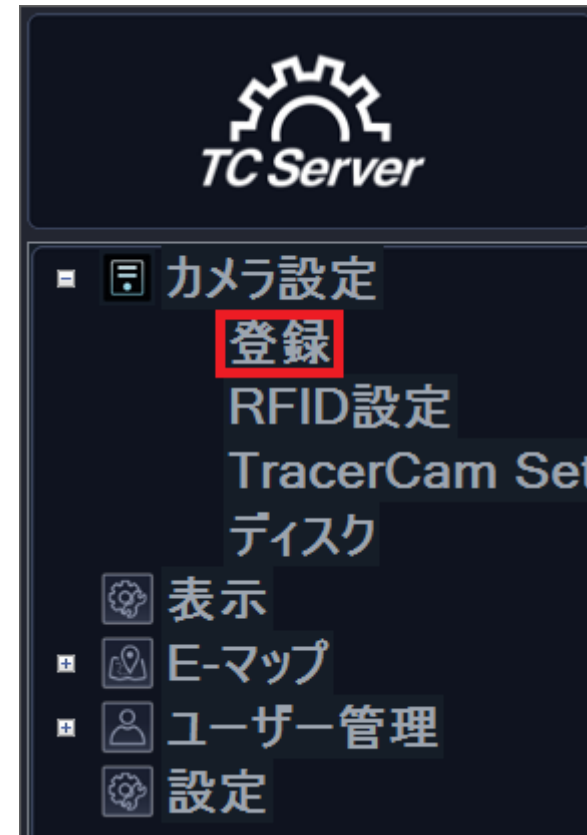 TC Server
カメラ設定
登録
RFID設定
TracerCam Set
ディスク
表示
E-マップ
ユーザー管理
設定